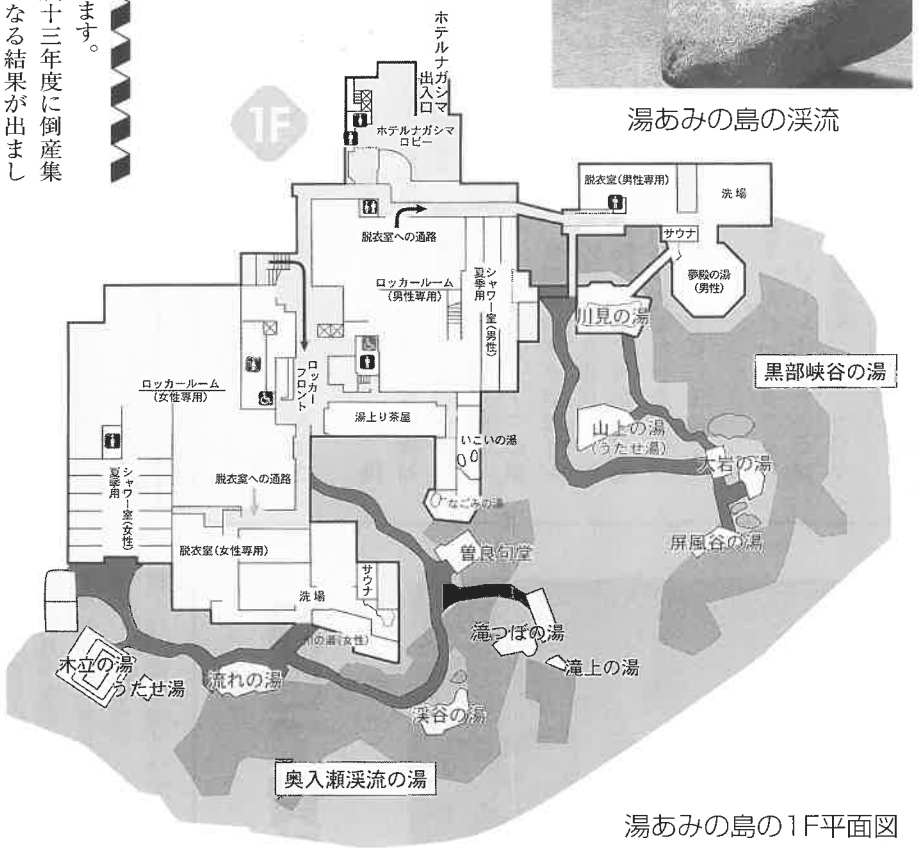 ます。
十三年度に倒産集
なる結果が出まし
湯あみの島の渓流
1F
ホテルナガシマ
出入口
ホテルナガシマ
ロビー
脱衣室への通路
ロッカールーム
(男性専用)
シャワー室(男性)
夏季用
脱衣室(男性専用)
洗場
サウナ
夢殿の湯
(男性)
川見の湯
黒部峡谷の湯
山上の湯
(うたせ湯)
大岩の湯
屏風谷の湯
ロッカー
フロント
湯上り茶屋
いこいの湯
なごみの湯
ロッカールーム
(女性専用)
シャワー室(女性)
夏季用
脱衣室への通路
脱衣室(女性専用)
洗場
サウナ
の湯(女性)
曽良句堂
滝つぼの湯
滝上の湯
木立の湯
うたせ湯
流れの湯
渓谷の湯
奥入瀬渓流の湯
湯あみの島の1F平面図